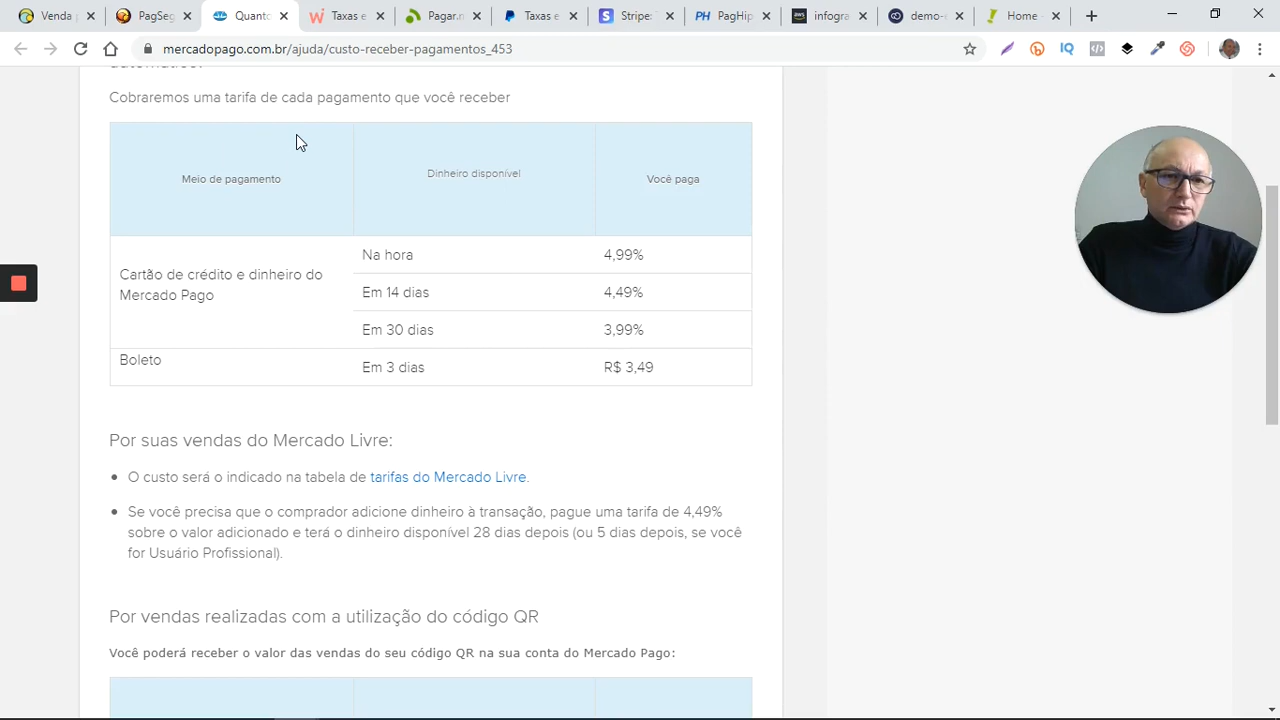 Venda p
PagSeg
Quanto
Taxas e
Pagar.m
Taxas e
Stripe:
PagHip
infogra
demo-e
Home -
mercadopago.com.br/ajuda/custo-receber-pagamentos_453
Cobraremos uma tarifa de cada pagamento que você receber
Meio de pagamento
Dinheiro disponível
Você paga
Cartão de crédito e dinheiro do
Mercado Pago
Na hora
4,99%
Em 14 dias
4,49%
Em 30 dias
3,99%
Boleto
Em 3 dias
R$ 3,49
Por suas vendas do Mercado Livre:
O custo será o indicado na tabela de tarifas do Mercado Livre.
Se você precisa que o comprador adicione dinheiro à transação, pague uma tarifa de 4,49%
sobre o valor adicionado e terá o dinheiro disponível 28 dias depois (ou 5 dias depois, se você
for Usuário Profissional).
Por vendas realizadas com a utilização do código QR
Você poderá receber o valor das vendas do seu código QR na sua conta do Mercado Pago: